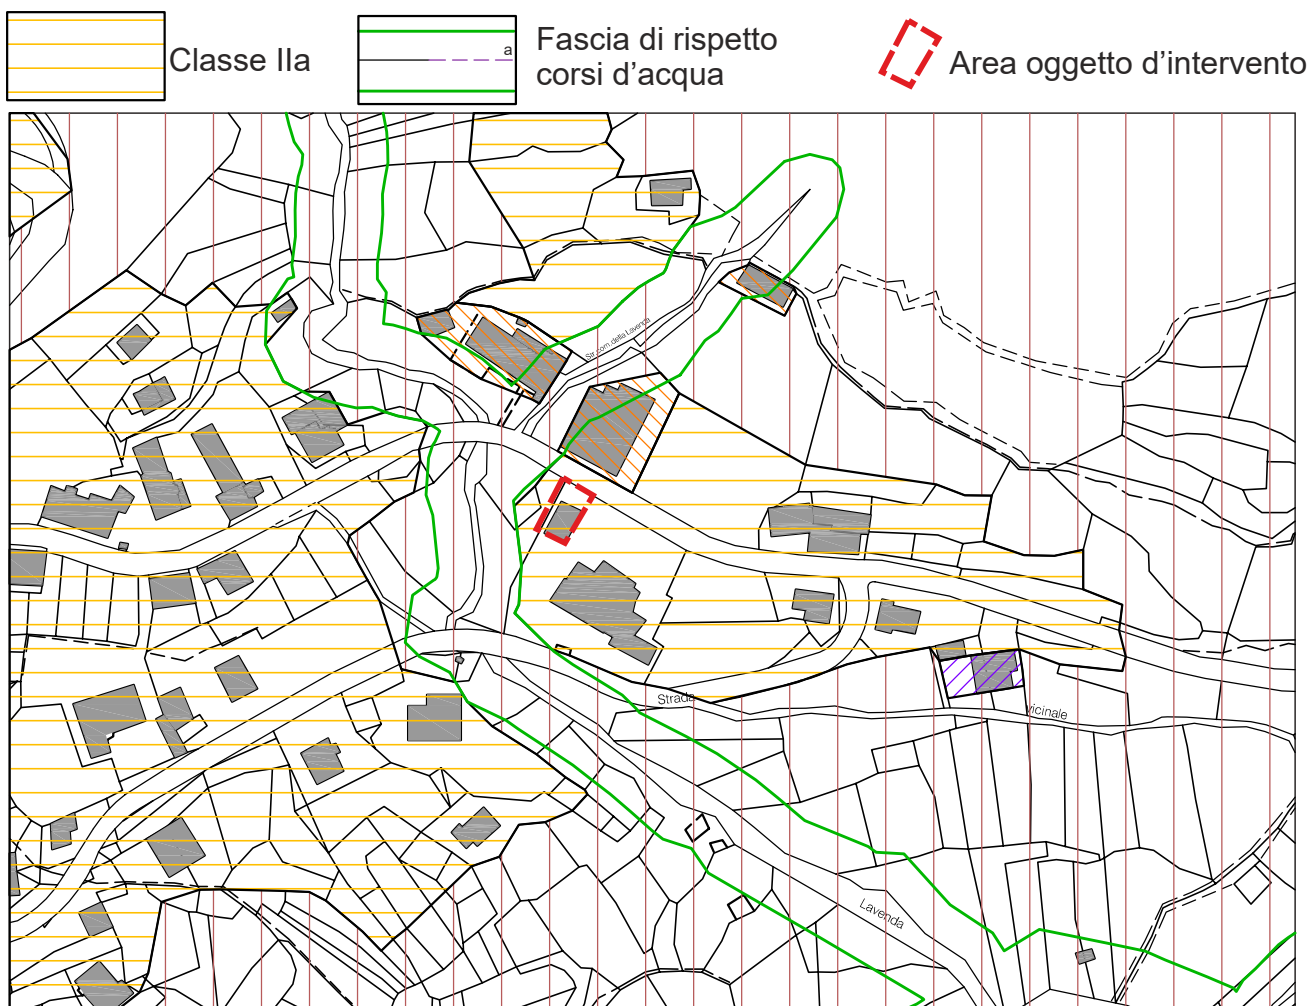 Classe IIa
a
Fascia di rispetto
corsi d'acqua
Area oggetto d'intervento
Str.com.della Lavenda
Strada
vicinale
Lavenda